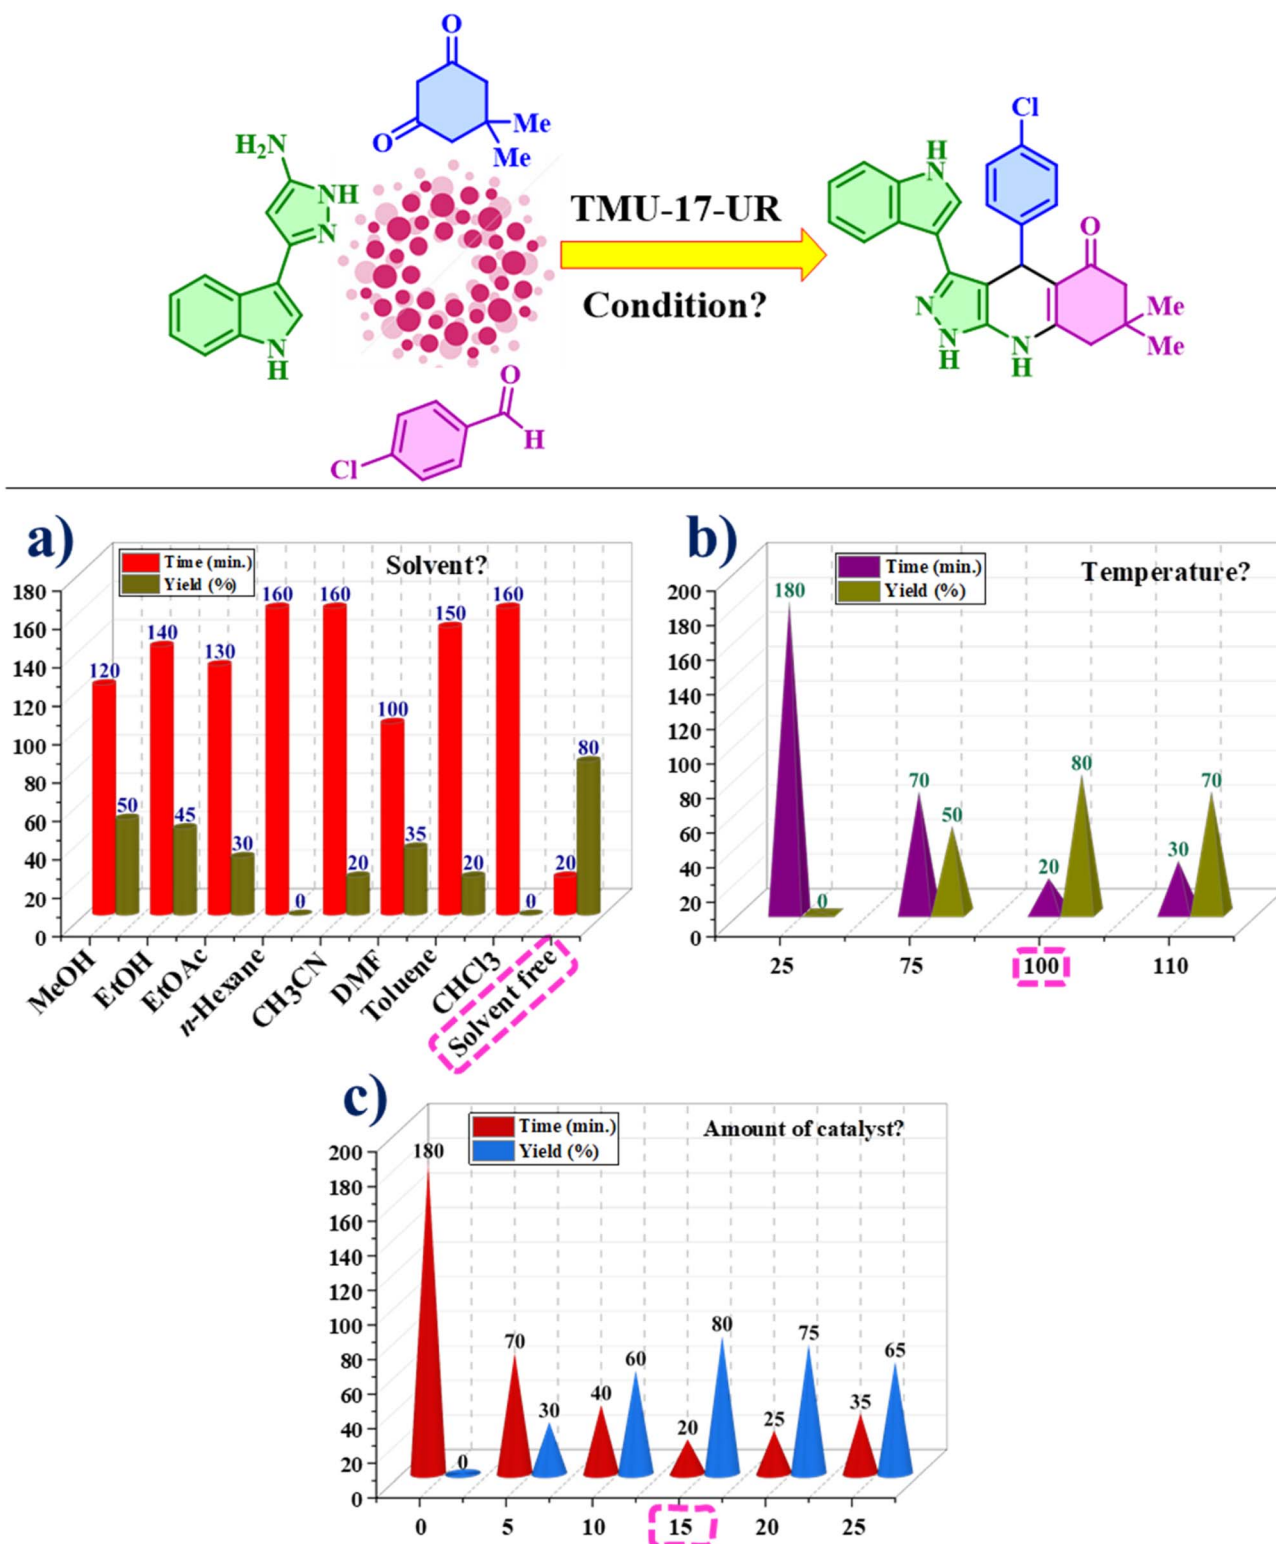 O
O
Me
Me
H₂N
NH
N
N
H
TMU-17-UR
Condition?
O
H
Cl
Cl
H
N
O
N
N
H
N
H
Me
Me
a)
Time (min.)
Yield (%)
Solvent?
180
160
140
120
100
80
60
40
20
0
120
50
140
45
130
30
160
0
160
20
100
35
150
20
160
0
20
80
MeOH
EtOH
EtOAc
n-Hexane
CH3CN
DMF
Toluene
CHCl3
Solvent free
b)
Time (min.)
Yield (%)
Temperature?
200
180
160
140
120
100
80
60
40
20
0
180
0
70
50
20
80
30
70
25 75 100 110
c)
Time (min.)
Yield (%)
Amount of catalyst?
200
180
160
140
120
100
80
60
40
20
0
180
0
70
30
40
60
20
80
25
75
35
65
0 5 10 15 20 25